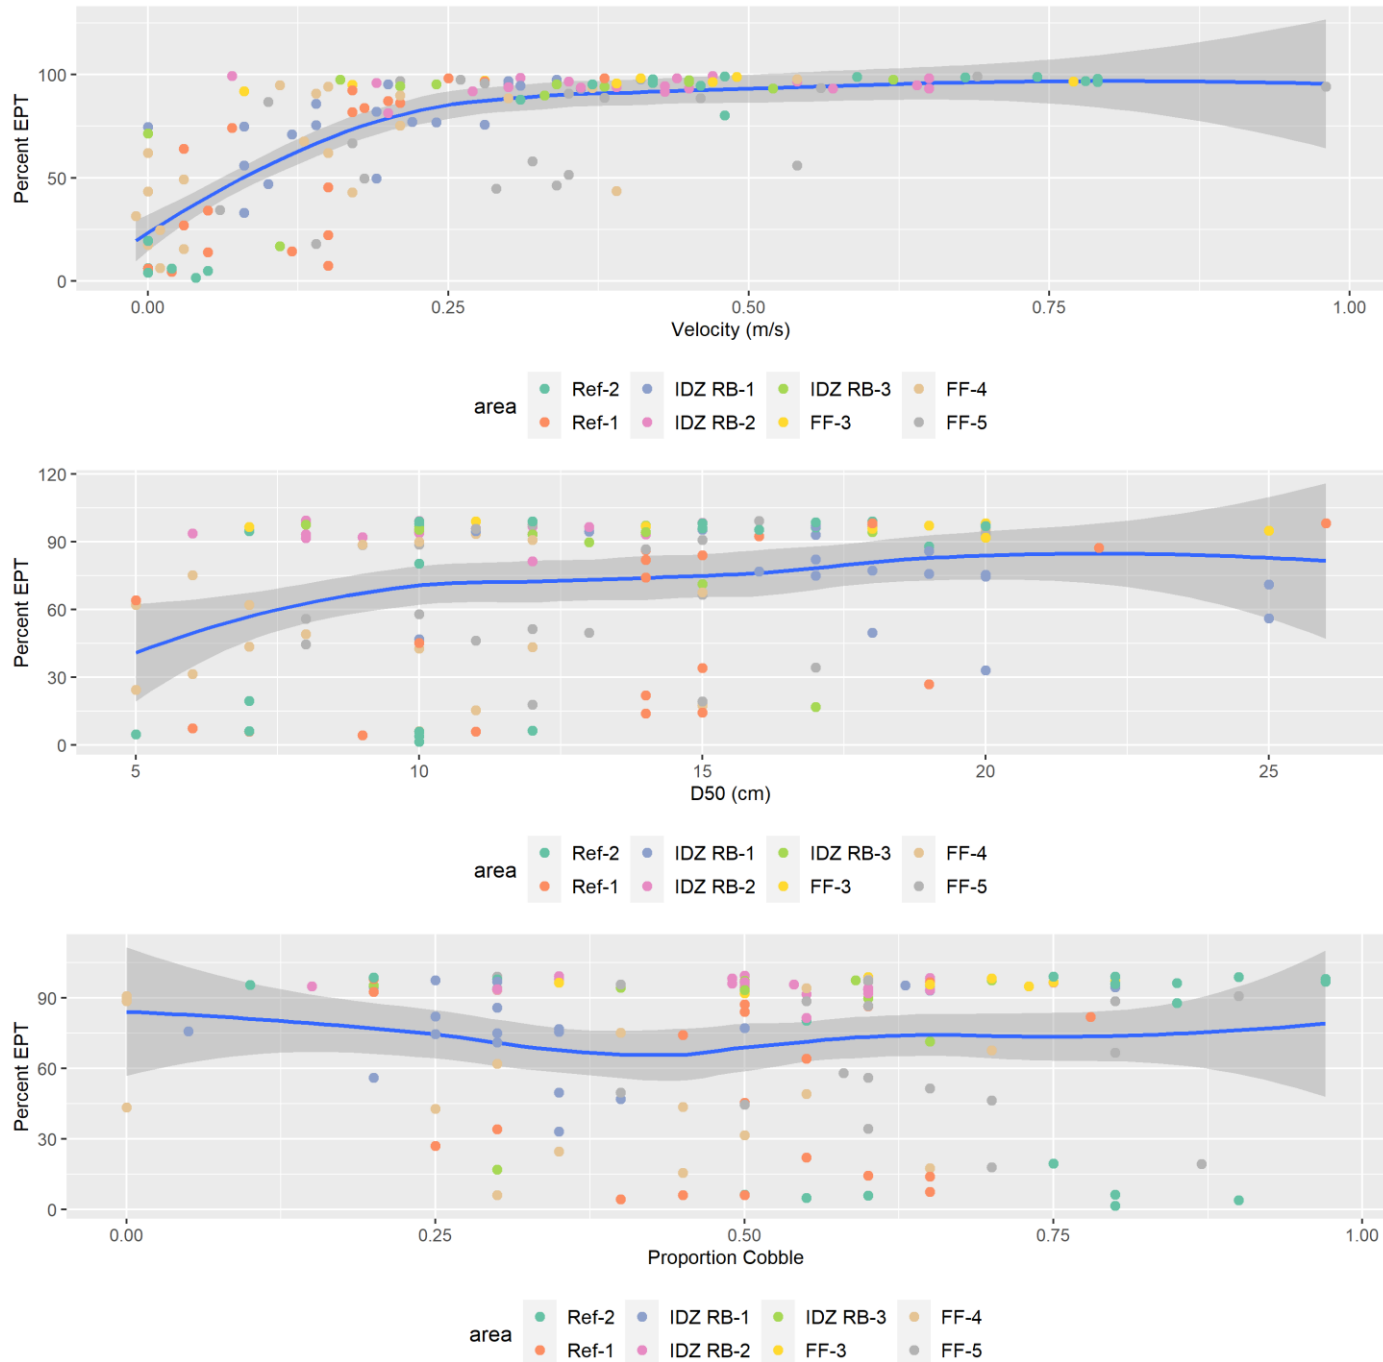 Percent EPT
100
50
0
0.00 0.25 0.50 0.75 1.00
Velocity (m/s)
area
Ref-2 IDZ RB-1 IDZ RB-3 FF-4
Ref-1 IDZ RB-2 FF-3 FF-5
Percent EPT
120
90
60
30
0
5 10 15 20 25
D50 (cm)
area
Ref-2 IDZ RB-1 IDZ RB-3 FF-4
Ref-1 IDZ RB-2 FF-3 FF-5
Percent EPT
90
60
30
0
0.00 0.25 0.50 0.75 1.00
Proportion Cobble
area
Ref-2 IDZ RB-1 IDZ RB-3 FF-4
Ref-1 IDZ RB-2 FF-3 FF-5